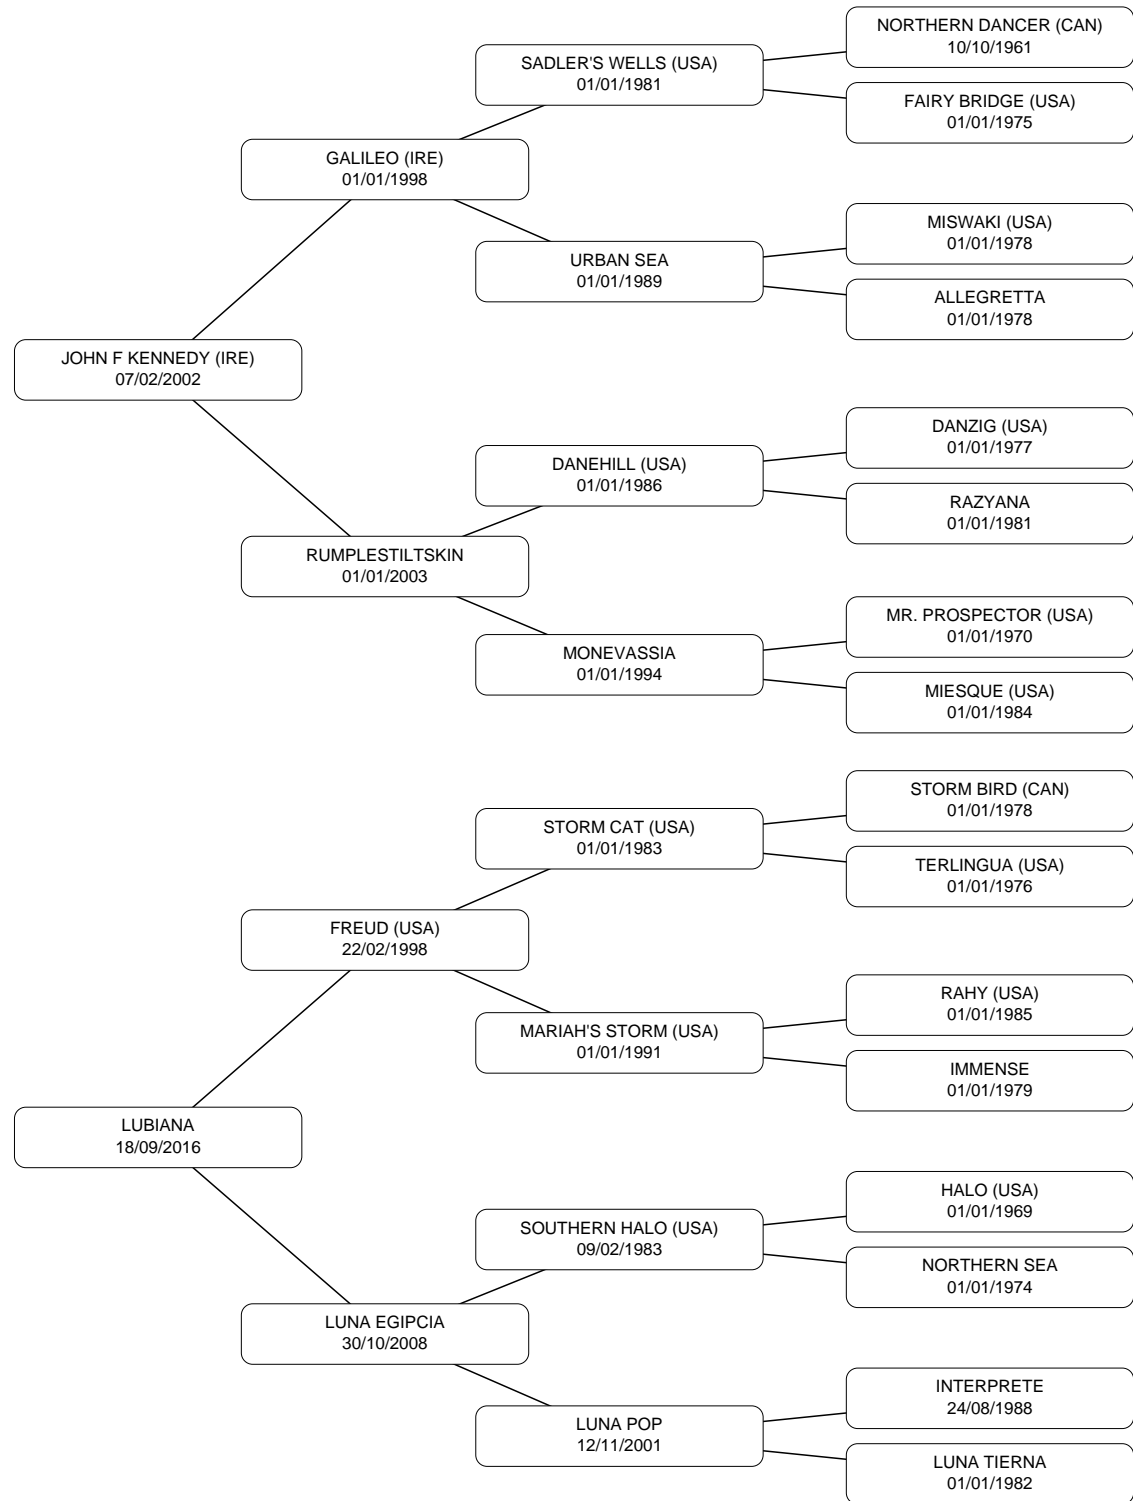 NORTHERN DANCER (CAN)
10/10/1961
SADLER'S WELLS (USA)
01/01/1981
FAIRY BRIDGE (USA)
01/01/1975
GALILEO (IRE)
01/01/1998
MISWAKI (USA)
01/01/1978
URBAN SEA
01/01/1989
ALLEGRETTA
01/01/1978
JOHN F KENNEDY (IRE)
07/02/2002
DANZIG (USA)
01/01/1977
DANEHILL (USA)
01/01/1986
RAZYANA
01/01/1981
RUMPLESTILTSKIN
01/01/2003
MR. PROSPECTOR (USA)
01/01/1970
MONEVASSIA
01/01/1994
MIESQUE (USA)
01/01/1984
STORM BIRD (CAN)
01/01/1978
STORM CAT (USA)
01/01/1983
TERLINGUA (USA)
01/01/1976
FREUD (USA)
22/02/1998
RAHY (USA)
01/01/1985
MARIAH'S STORM (USA)
01/01/1991
IMMENSE
01/01/1979
LUBIANA
18/09/2016
HALO (USA)
01/01/1969
SOUTHERN HALO (USA)
09/02/1983
NORTHERN SEA
01/01/1974
LUNA EGIPCIA
30/10/2008
INTERPRETE
24/08/1988
LUNA POP
12/11/2001
LUNA TIERNA
01/01/1982